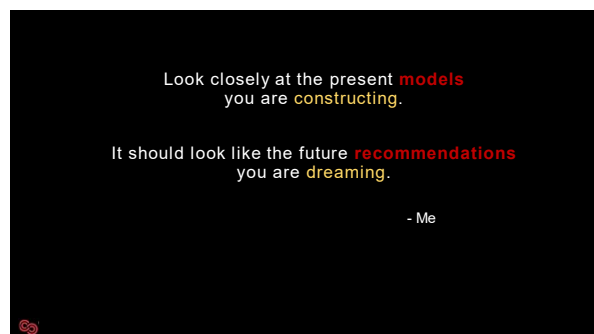 Look closely at the present models
you are constructing.
It should look like the future recommendations
you are dreaming.
- Me